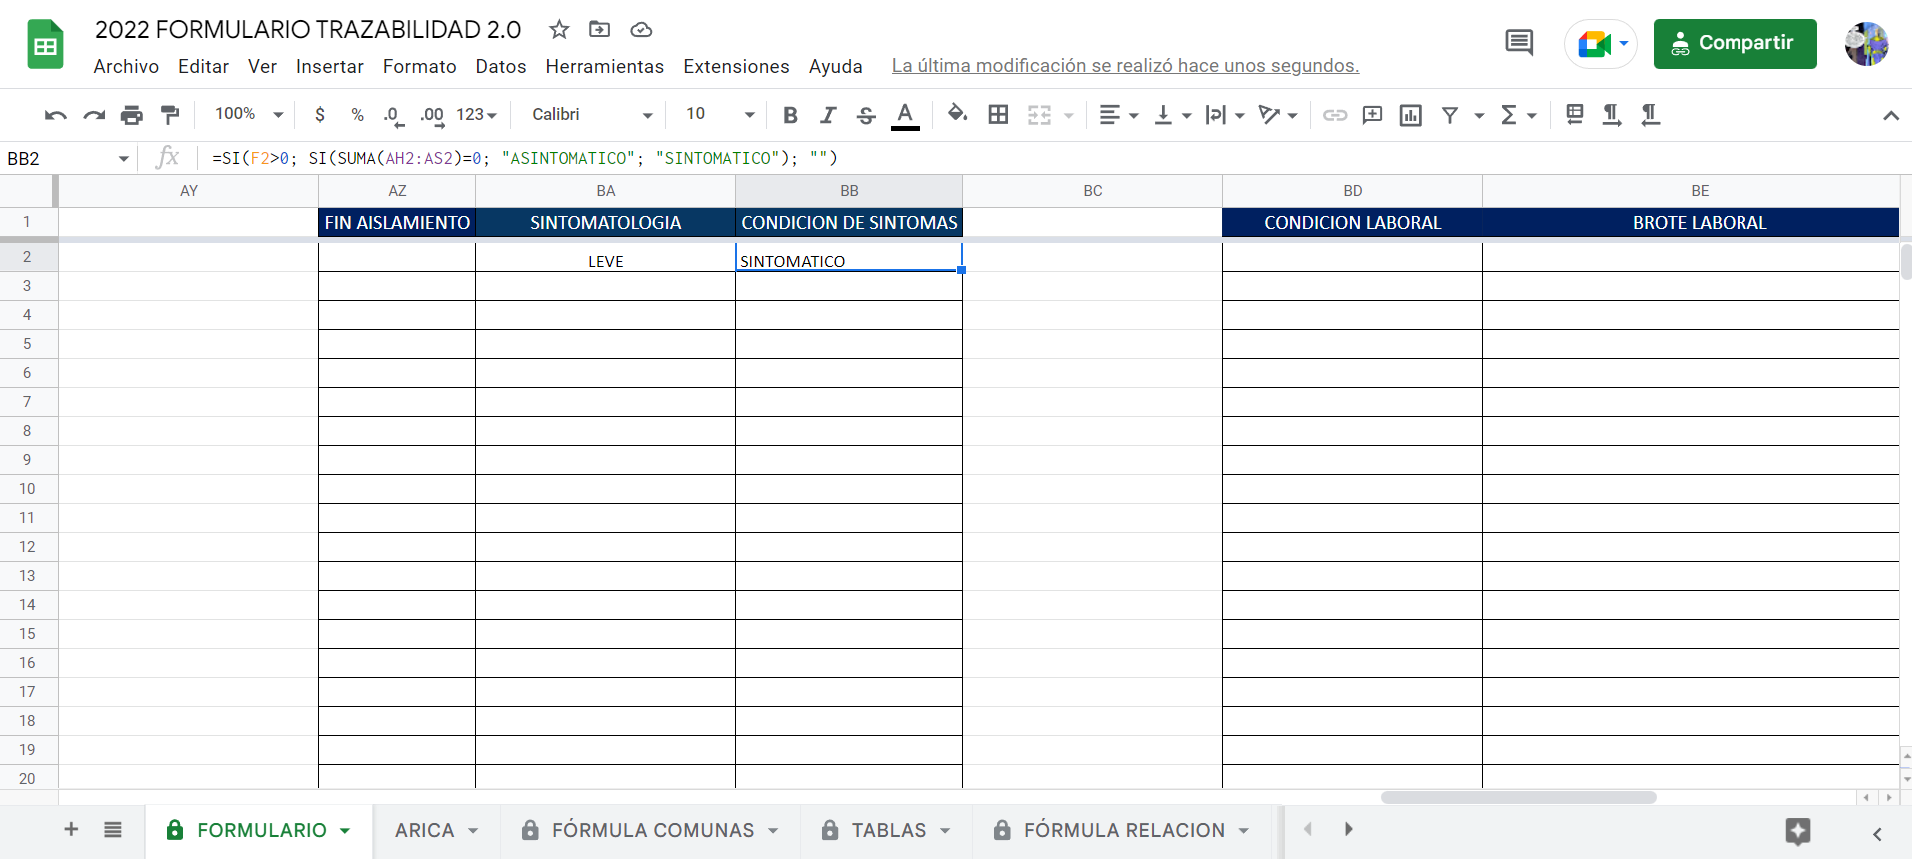 2022 FORMULARIO TRAZABILIDAD 2.0
Compartir
Archivo Editar Ver Insertar Formato Datos Herramientas Extensiones Ayuda La última modificación se realizó hace unos segundos.
100% $ % .0 .00 123 Calibri 10 B I S A
BB2 fx =SI(F2>0; SI(SUMA(AH2:AS2)=0; "ASINTOMATICO"; "SINTOMATICO"); "")
AY AZ BA BB BC BD BE
1 FIN AISLAMIENTO SINTOMATOLOGIA CONDICION DE SINTOMAS CONDICION LABORAL BROTE LABORAL
2 LEVE SINTOMATICO
3
4
5
6
7
8
9
10
11
12
13
14
15
16
17
18
19
20
FORMULARIO ARICA FÓRMULA COMUNAS TABLAS FÓRMULA RELACION